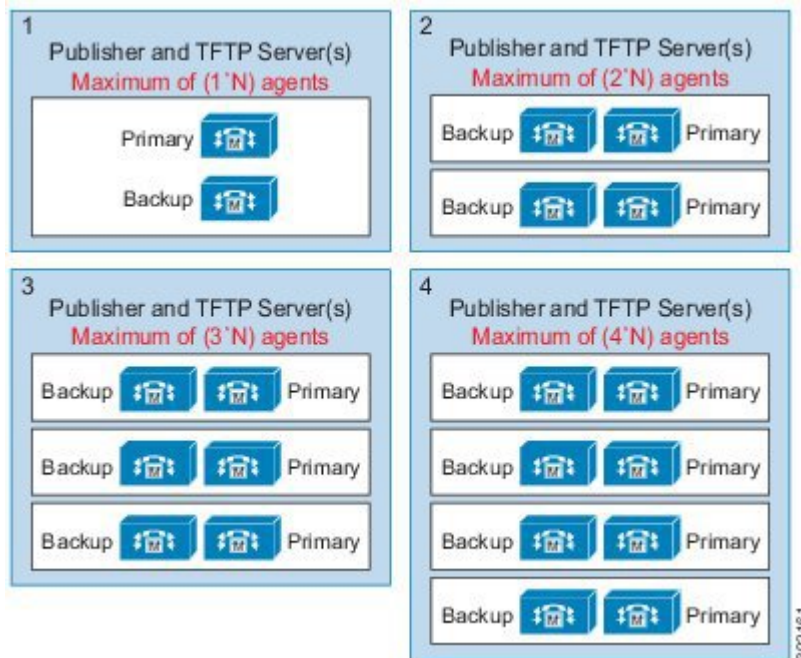 1
Publisher and TFTP Server(s)
Maximum of (1*N) agents
Primary M
Backup M
2
Publisher and TFTP Server(s)
Maximum of (2*N) agents
Backup M M Primary
Backup M M Primary
3
Publisher and TFTP Server(s)
Maximum of (3*N) agents
Backup M M Primary
Backup M M Primary
Backup M M Primary
4
Publisher and TFTP Server(s)
Maximum of (4*N) agents
Backup M M Primary
Backup M M Primary
Backup M M Primary
Backup M M Primary